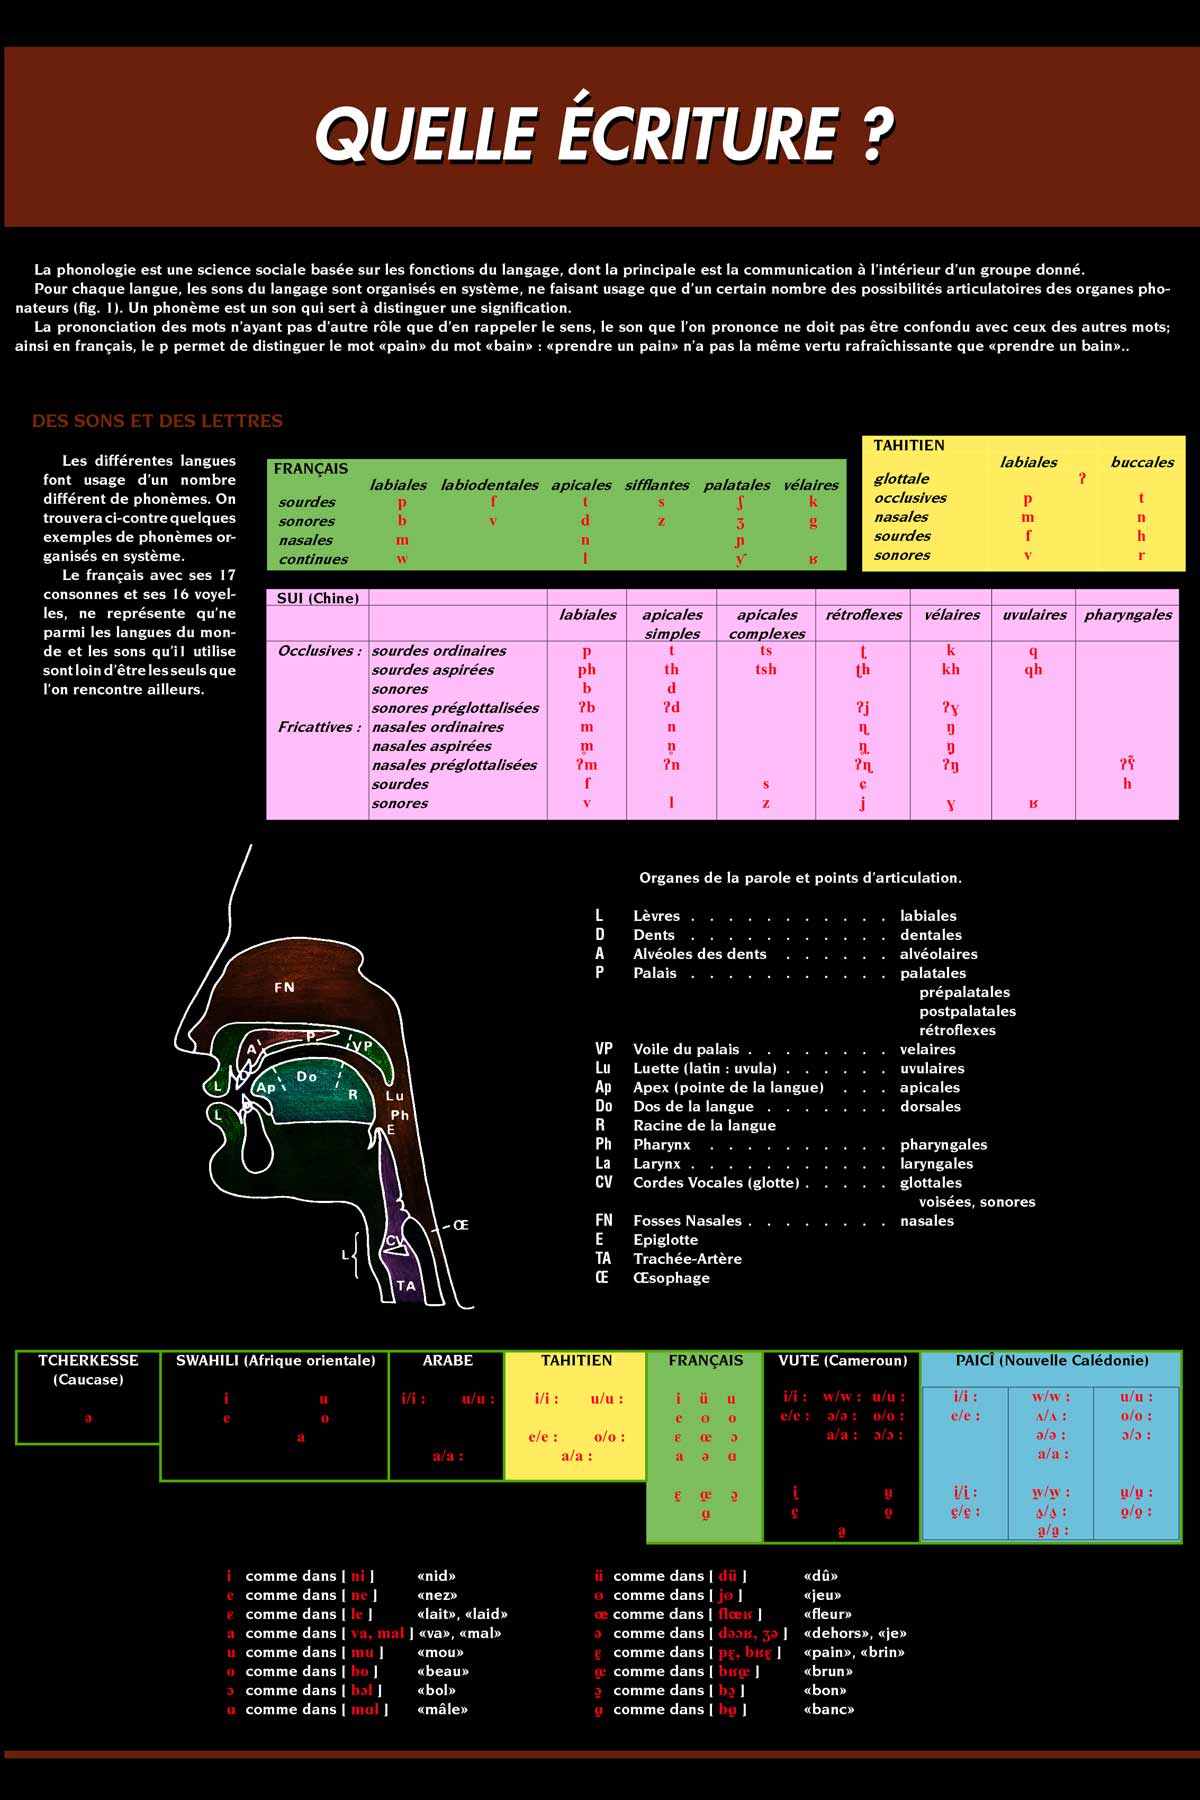 QUELLE ÉCRITURE ?
La phonologie est une science sociale basée sur les fonctions du langage, dont la principale est la communication à l'intérieur d'un groupe donné.
Pour chaque langue, les sons du langage sont organisés en système, ne faisant usage que d'un certain nombre des possibilités articulatoires des organes pho-
nateurs (fig. 1). Un phonème est un son qui sert à distinguer une signification.
La prononciation des mots n'ayant pas d'autre rôle que d'en rappeler le sens, le son que l'on prononce ne doit pas être confondu avec ceux des autres mots;
ainsi en français, le p permet de distinguer le mot «pain» du mot «bain» : «prendre un pain» n'a pas la même vertu rafraîchissante que «prendre un bain»..
DES SONS ET DES LETTRES
Les différentes langues
font usage d'un nombre
différent de phonèmes. On
trouvera ci-contre quelques
exemples de phonèmes or-
ganisés en système.
Le français avec ses 17
consonnes et ses 16 voyel-
les, ne représente qu'ne
parmi les langues du mon-
de et les sons qu'il utilise
sont loin d'être les seuls que
l'on rencontre ailleurs.
FRANÇAIS
labiales labiodentales apicales sifflantes palatales vélaires
sourdes p f t s ʃ k
sonores b v d z ʒ g
nasales m n ɲ
continues w l ƴ ʁ
TAHITIEN
labiales buccales
glottale ʔ
occlusives p t
nasales m n
sourdes f h
sonores v r
SUI (Chine)
labiales apicales apicales rétroflexes vélaires uvulaires pharyngales
simples complexes
Occlusives : sourdes ordinaires p t ts ʈ k q
sourdes aspirées ph th tsh ʈh kh qh
sonores b d
sonores préglottalisées ʔb ʔd ʔj ʔɣ
Fricattives : nasales ordinaires m n ɳ ŋ
nasales aspirées m̥ n̥ ɳ̥ ŋ̥
nasales préglottalisées ʔm ʔn ʔɳ ʔŋ ʔʕ̃
sourdes f s ɕ h
sonores v l z j ɣ ʁ
FN
P
A
VP
L
D
Ap
Do
R
Lu
L
D
Ph
E
Œ
CV
L
TA
Organes de la parole et points d'articulation.
L Lèvres . . . . . . . . . . . labiales
D Dents . . . . . . . . . . . dentales
A Alvéoles des dents . . . . . . alvéolaires
P Palais . . . . . . . . . . . palatales
prépalatales
postpalatales
rétroflexes
VP Voile du palais . . . . . . . . velaires
Lu Luette (latin : uvula) . . . . . . uvulaires
Ap Apex (pointe de la langue) . . . apicales
Do Dos de la langue . . . . . . . dorsales
R Racine de la langue
Ph Pharynx . . . . . . . . . . pharyngales
La Larynx . . . . . . . . . . . laryngales
CV Cordes Vocales (glotte) . . . . . glottales
voisées, sonores
FN Fosses Nasales . . . . . . . . nasales
E Epiglotte
TA Trachée-Artère
Œ Œsophage
TCHERKESSE
(Caucase)
ə
SWAHILI (Afrique orientale)
i u
e o
a
ARABE
i/i : u/u :
a/a :
TAHITIEN
i/i : u/u :
e/e : o/o :
a/a :
FRANÇAIS
i ü u
e ø o
ɛ œ ɔ
a ə ɑ
ɛ̰ œ̰ ɔ̰
ɑ̰
VUTE (Cameroun)
i/i : w/w : u/u :
e/e : ə/ə : o/o :
a/a : ɔ/ɔ :
ḭ ṵ
ḛ o̰
a̰
PAICÎ (Nouvelle Calédonie)
i/i : w/w : u/u :
e/e : ʌ/ʌ : o/o :
ə/ə : ɔ/ɔ :
a/a :
ḭ/ḭ : w̰/w̰ : ṵ/ṵ :
ḛ/ḛ : ʌ̰/ʌ̰ : o̰/o̰ :
a̰/a̰ :
i comme dans [ ni ] «nid»
e comme dans [ ne ] «nez»
ɛ comme dans [ le ] «lait», «laid»
a comme dans [ va, mal ] «va», «mal»
u comme dans [ mu ] «mou»
o comme dans [ bo ] «beau»
ɔ comme dans [ bɔl ] «bol»
ɑ comme dans [ mɑl ] «mâle»
ü comme dans [ dü ] «dû»
ø comme dans [ jø ] «jeu»
œ comme dans [ flœʁ ] «fleur»
ə comme dans [ dəɔʁ, ʒə ] «dehors», «je»
ɛ̰ comme dans [ pɛ̰, bʁɛ̰ ] «pain», «brin»
œ̰ comme dans [ bʁœ̰ ] «brun»
ɔ̰ comme dans [ bɔ̰ ] «bon»
ɑ̰ comme dans [ bɑ̰ ] «banc»